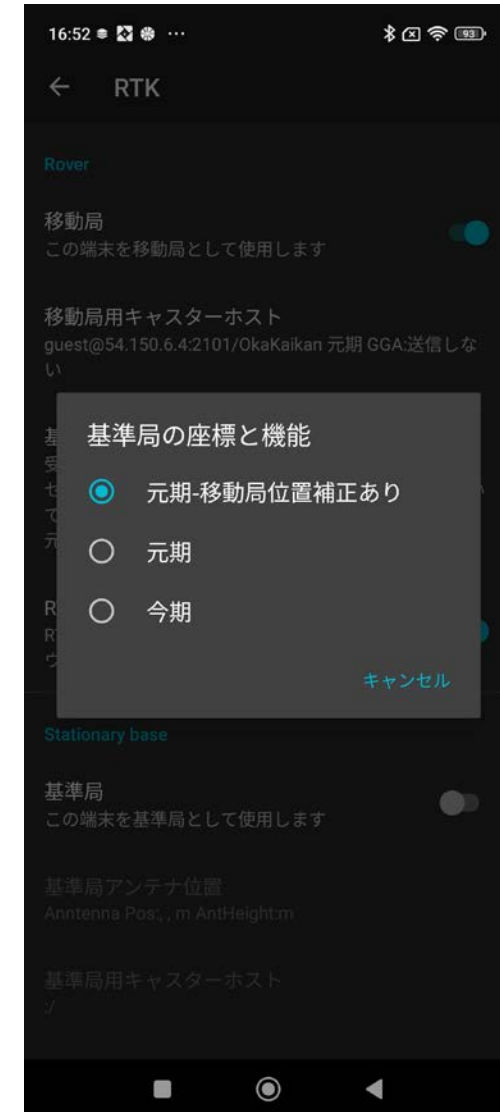 16:52
93
RTK
Rover
移動局
この端末を移動局として使用します
移動局用キャスターホスト
guest@54.150.6.4:2101/OkaKaikan 元期 GGA:送信しな
い
基準局の座標と機能
元期-移動局位置補正あり
元期
今期
キャンセル
Stationary base
基準局
この端末を基準局として使用します
基準局アンテナ位置
Anntenna Pos:, , m AntHeight:m
基準局用キャスターホスト
:/